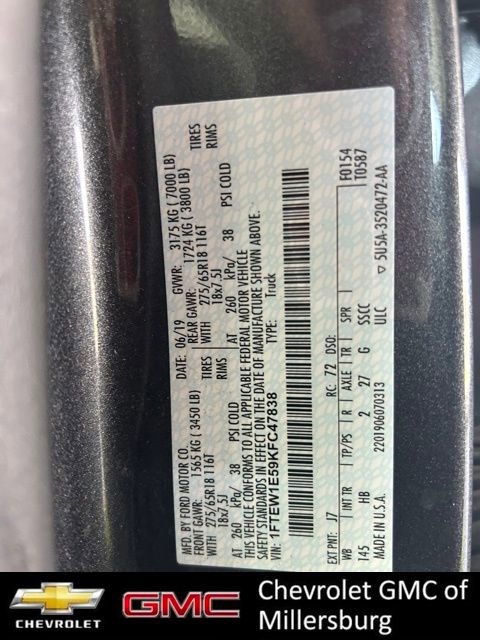 MFD. BY FORD MOTOR CO. 06/19 GVWR: 3175 KG ( 7000 LB)
FRONT GAWR: 1565 KG (3450 LB) REAR GAWR: 1724 KG ( 3800 LB)
WITH 275/65R18 116T TIRES WITH 275/65R18 116T TIRES
18x7.5J RIMS 18x7.5J RIMS
AT 260 kPa/ 38 PSI COLD AT 260 kPa/ 38 PSI COLD
THIS VEHICLE CONFORMS TO ALL APPLICABLE FEDERAL MOTOR VEHICLE
SAFETY STANDARDS IN EFFECT ON THE DATE OF MANUFACTURE SHOWN ABOVE.
VIN: 1FTEW1E59KFC47838 TYPE: Truck
F0154
T0587
EXT PNT: J7 RC: 72 DSO:
WB INT TR TP/PS R AXLE TR SPR
145 HB 2 27 G SSCC
MADE IN U.S.A. 2201906070313 ULC
5U5A-3520472-AA
CHEVROLET
GMC
Chevrolet GMC of
Millersburg